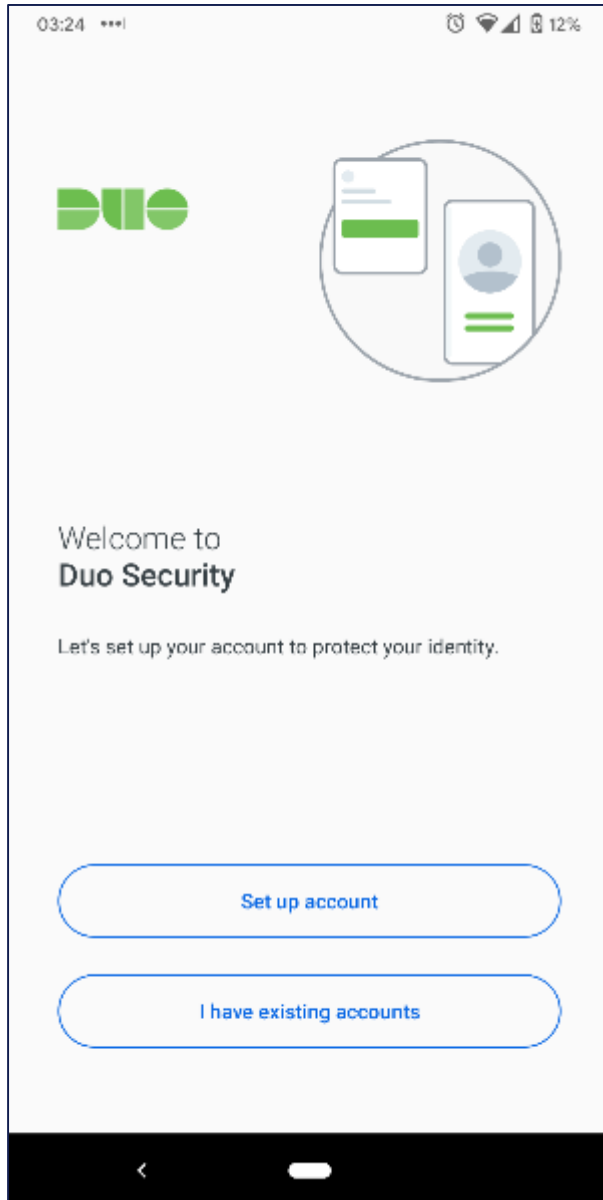 03:24
12%
DUO
Welcome to
Duo Security
Let's set up your account to protect your identity.
Set up account
I have existing accounts